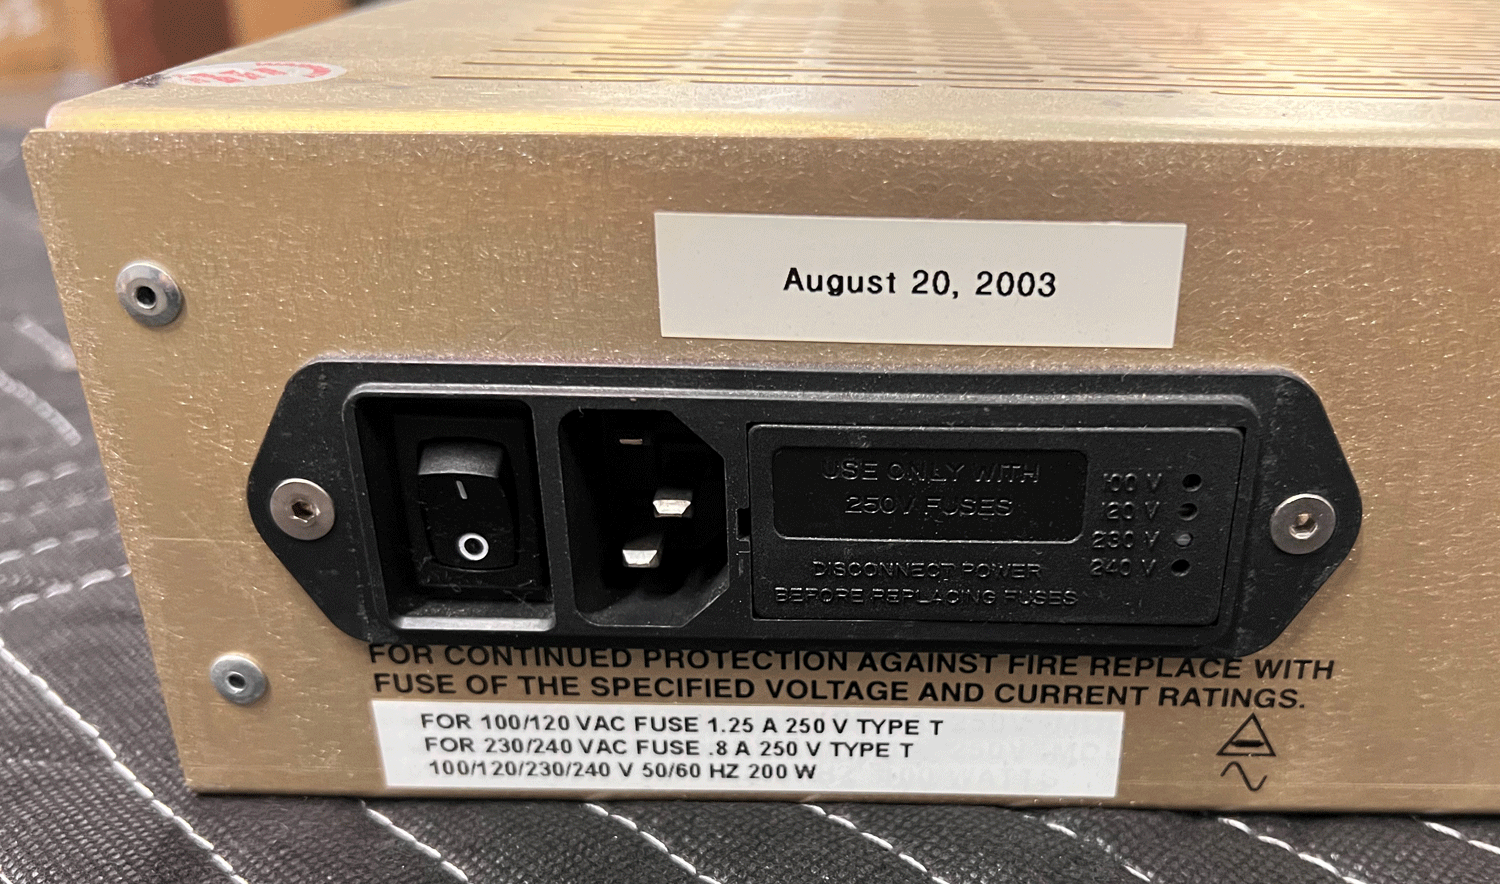 August 20, 2003
USE ONLY WITH
250V FUSES
100 V
120 V
230 V
240 V
DISCONNECT POWER
BEFORE REPLACING FUSES
FOR CONTINUED PROTECTION AGAINST FIRE REPLACE WITH
FUSE OF THE SPECIFIED VOLTAGE AND CURRENT RATINGS.
FOR 100/120 VAC FUSE 1.25 A 250 V TYPE T
FOR 230/240 VAC FUSE .8 A 250 V TYPE T
100/120/230/240 V 50/60 HZ 200 W